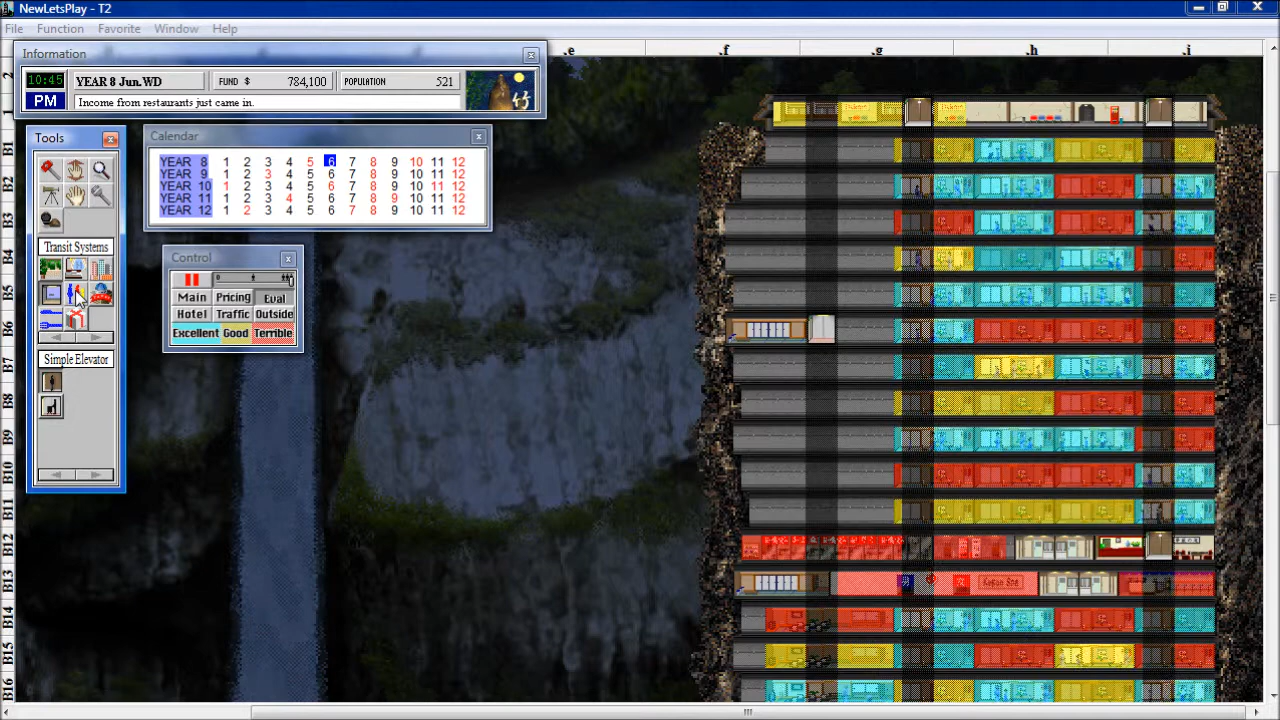 NewLetsPlay - T2
File Function Favorite Window Help
Information
10:45
PM
YEAR 8 Jun.WD
FUND $ 784,100
POPULATION 521
Income from restaurants just came in.
竹
Tools
Transit Systems
Simple Elevator
Calendar
YEAR 8 1 2 3 4 5 6 7 8 9 10 11 12
YEAR 9 1 2 3 4 5 6 7 8 9 10 11 12
YEAR 10 1 2 3 4 5 6 7 8 9 10 11 12
YEAR 11 1 2 3 4 5 6 7 8 9 10 11 12
YEAR 12 1 2 3 4 5 6 7 8 9 10 11 12
Control
0
Main Pricing Eval
Hotel Traffic Outside
Excellent Good Terrible
,e ,f ,g ,h ,i
2
1
B1
B2
B3
B4
B5
B6
B7
B8
B9
B10
B11
B12
B13
B14
B15
B16